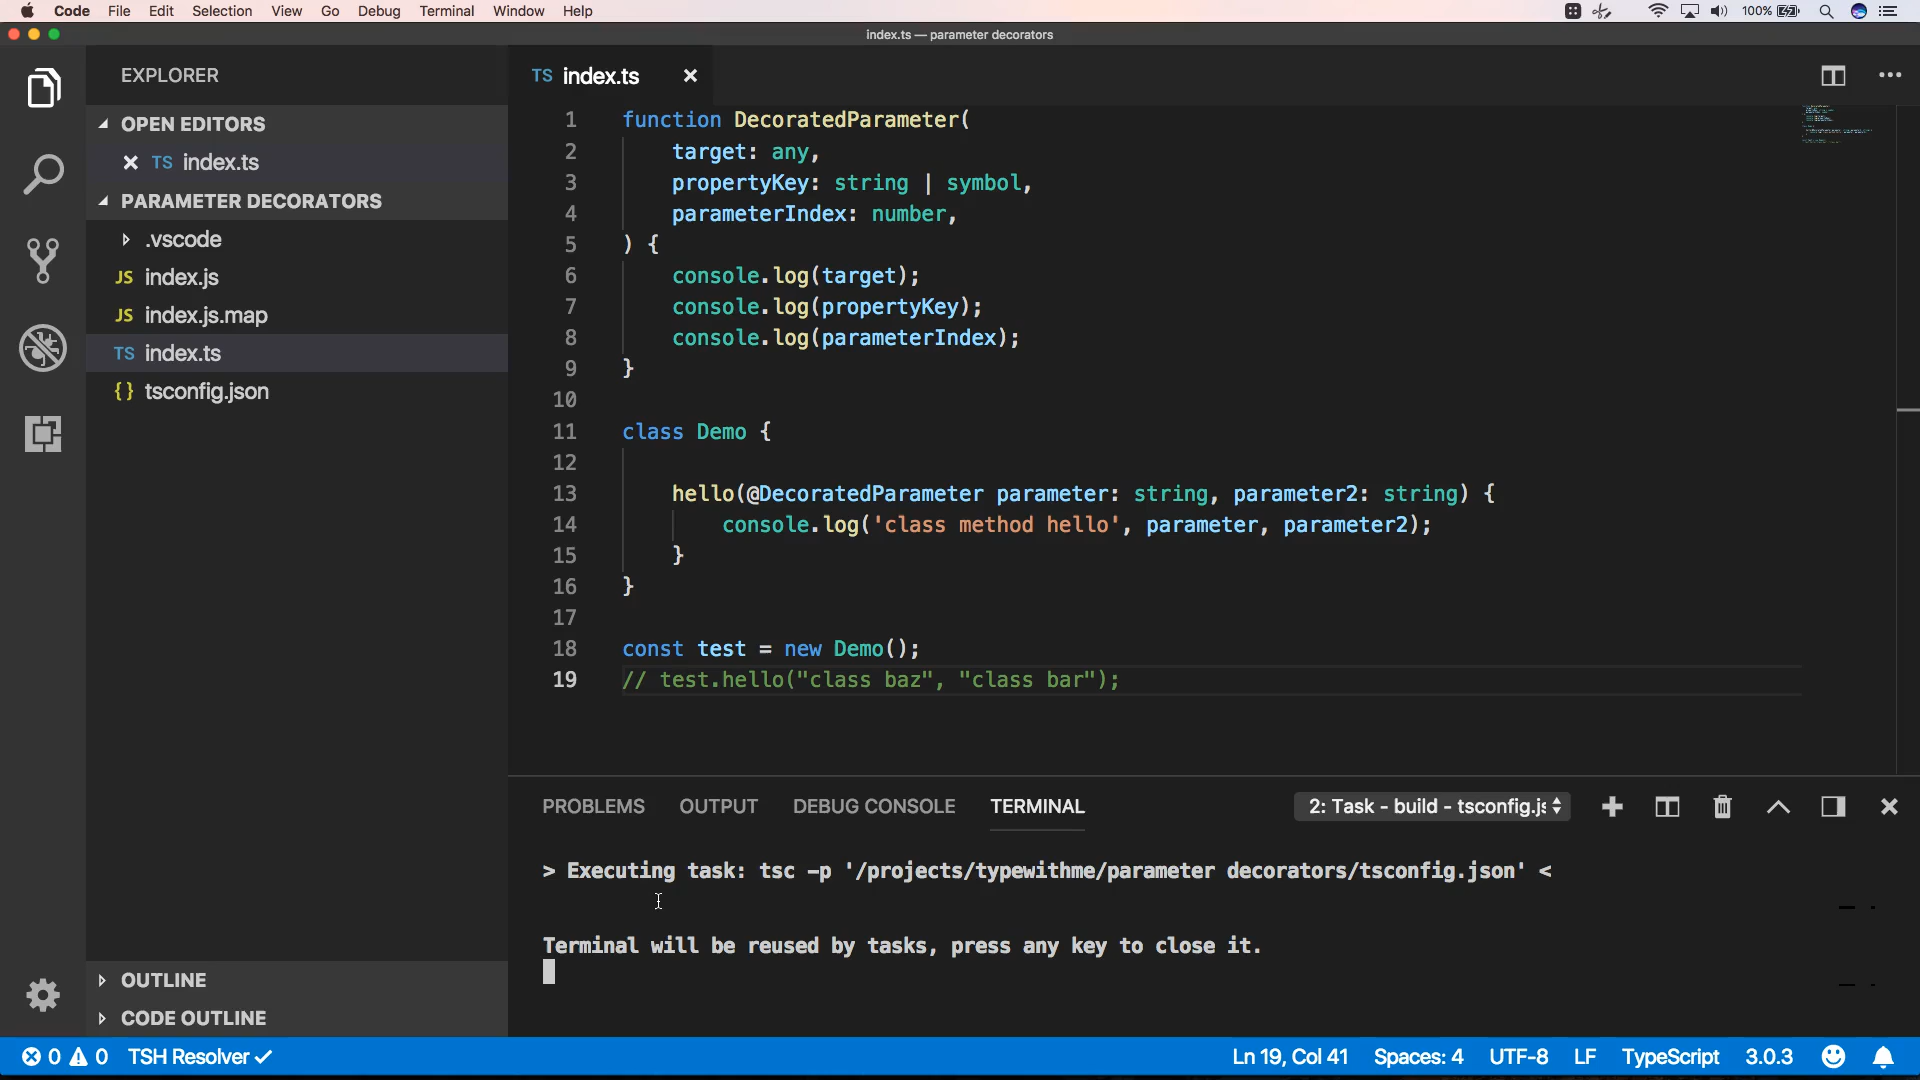 Code File Edit Selection View Go Debug Terminal Window Help 100%
index.ts — parameter decorators
EXPLORER
OPEN EDITORS
TS index.ts
PARAMETER DECORATORS
.vscode
JS index.js
JS index.js.map
TS index.ts
{} tsconfig.json
OUTLINE
CODE OUTLINE
TS index.ts
1 function DecoratedParameter(
2 target: any,
3 propertyKey: string | symbol,
4 parameterIndex: number,
5 ) {
6 console.log(target);
7 console.log(propertyKey);
8 console.log(parameterIndex);
9 }
10
11 class Demo {
12
13 hello(@DecoratedParameter parameter: string, parameter2: string) {
14 console.log('class method hello', parameter, parameter2);
15 }
16 }
17
18 const test = new Demo();
19 // test.hello("class baz", "class bar");
PROBLEMS OUTPUT DEBUG CONSOLE TERMINAL 2: Task - build - tsconfig.js
> Executing task: tsc -p '/projects/typewithme/parameter decorators/tsconfig.json' <
Terminal will be reused by tasks, press any key to close it.
0 0 TSH Resolver Ln 19, Col 41 Spaces: 4 UTF-8 LF TypeScript 3.0.3